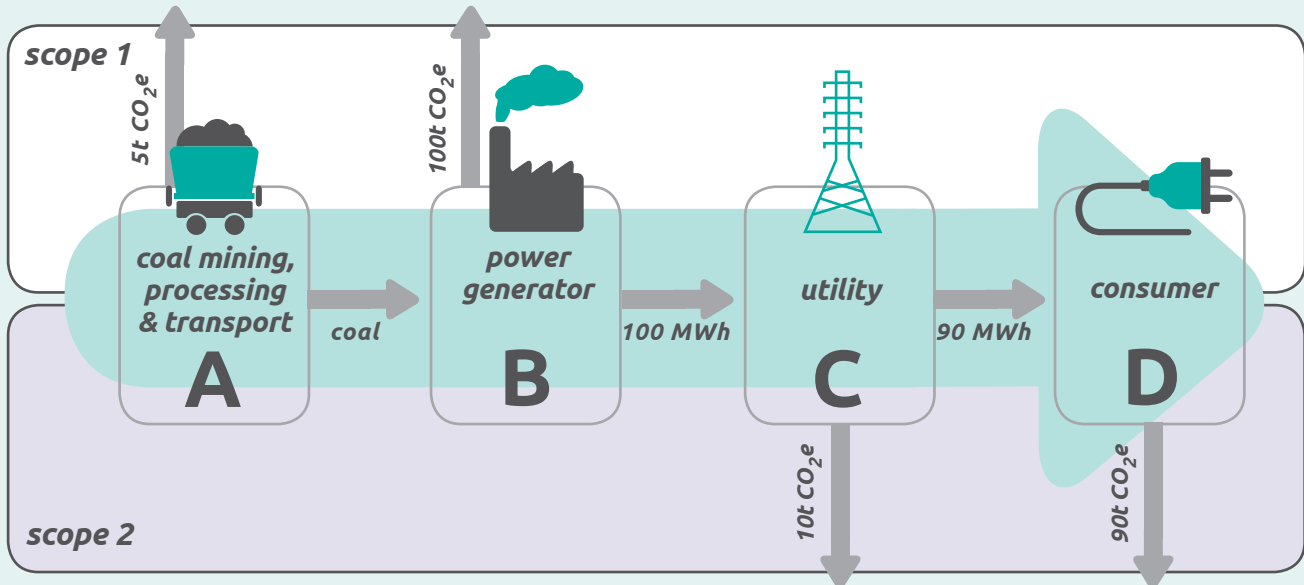 scope 1
5t CO₂e
100t CO₂e
coal mining,
processing
& transport
A
coal
power
generator
B
100 MWh
utility
C
90 MWh
consumer
D
10t CO₂e
90t CO₂e
scope 2